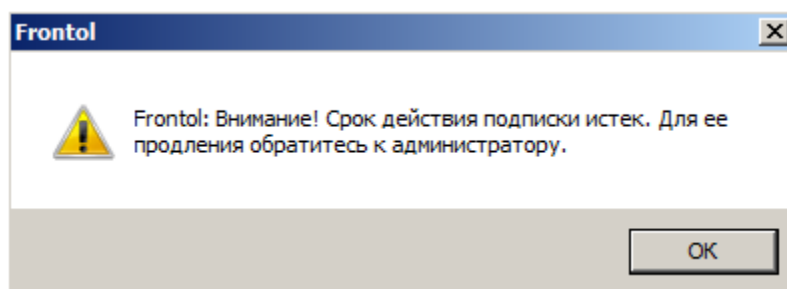 Frontol
Frontol: Внимание! Срок действия подписки истек. Для ее
продления обратитесь к администратору.
OK